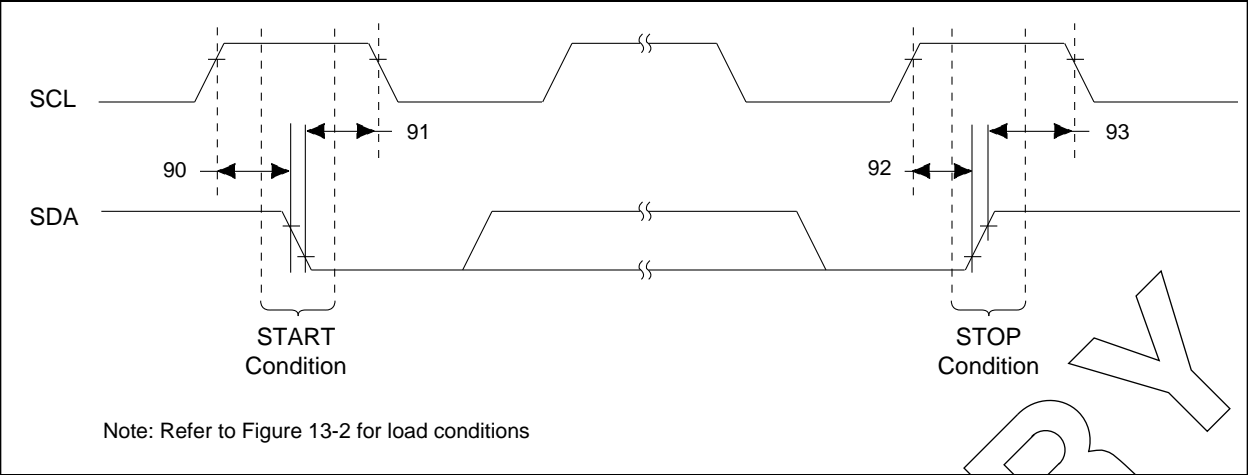 SCL
91
93
90
92
SDA
START
Condition
STOP
Condition
Note: Refer to Figure 13-2 for load conditions
R Y